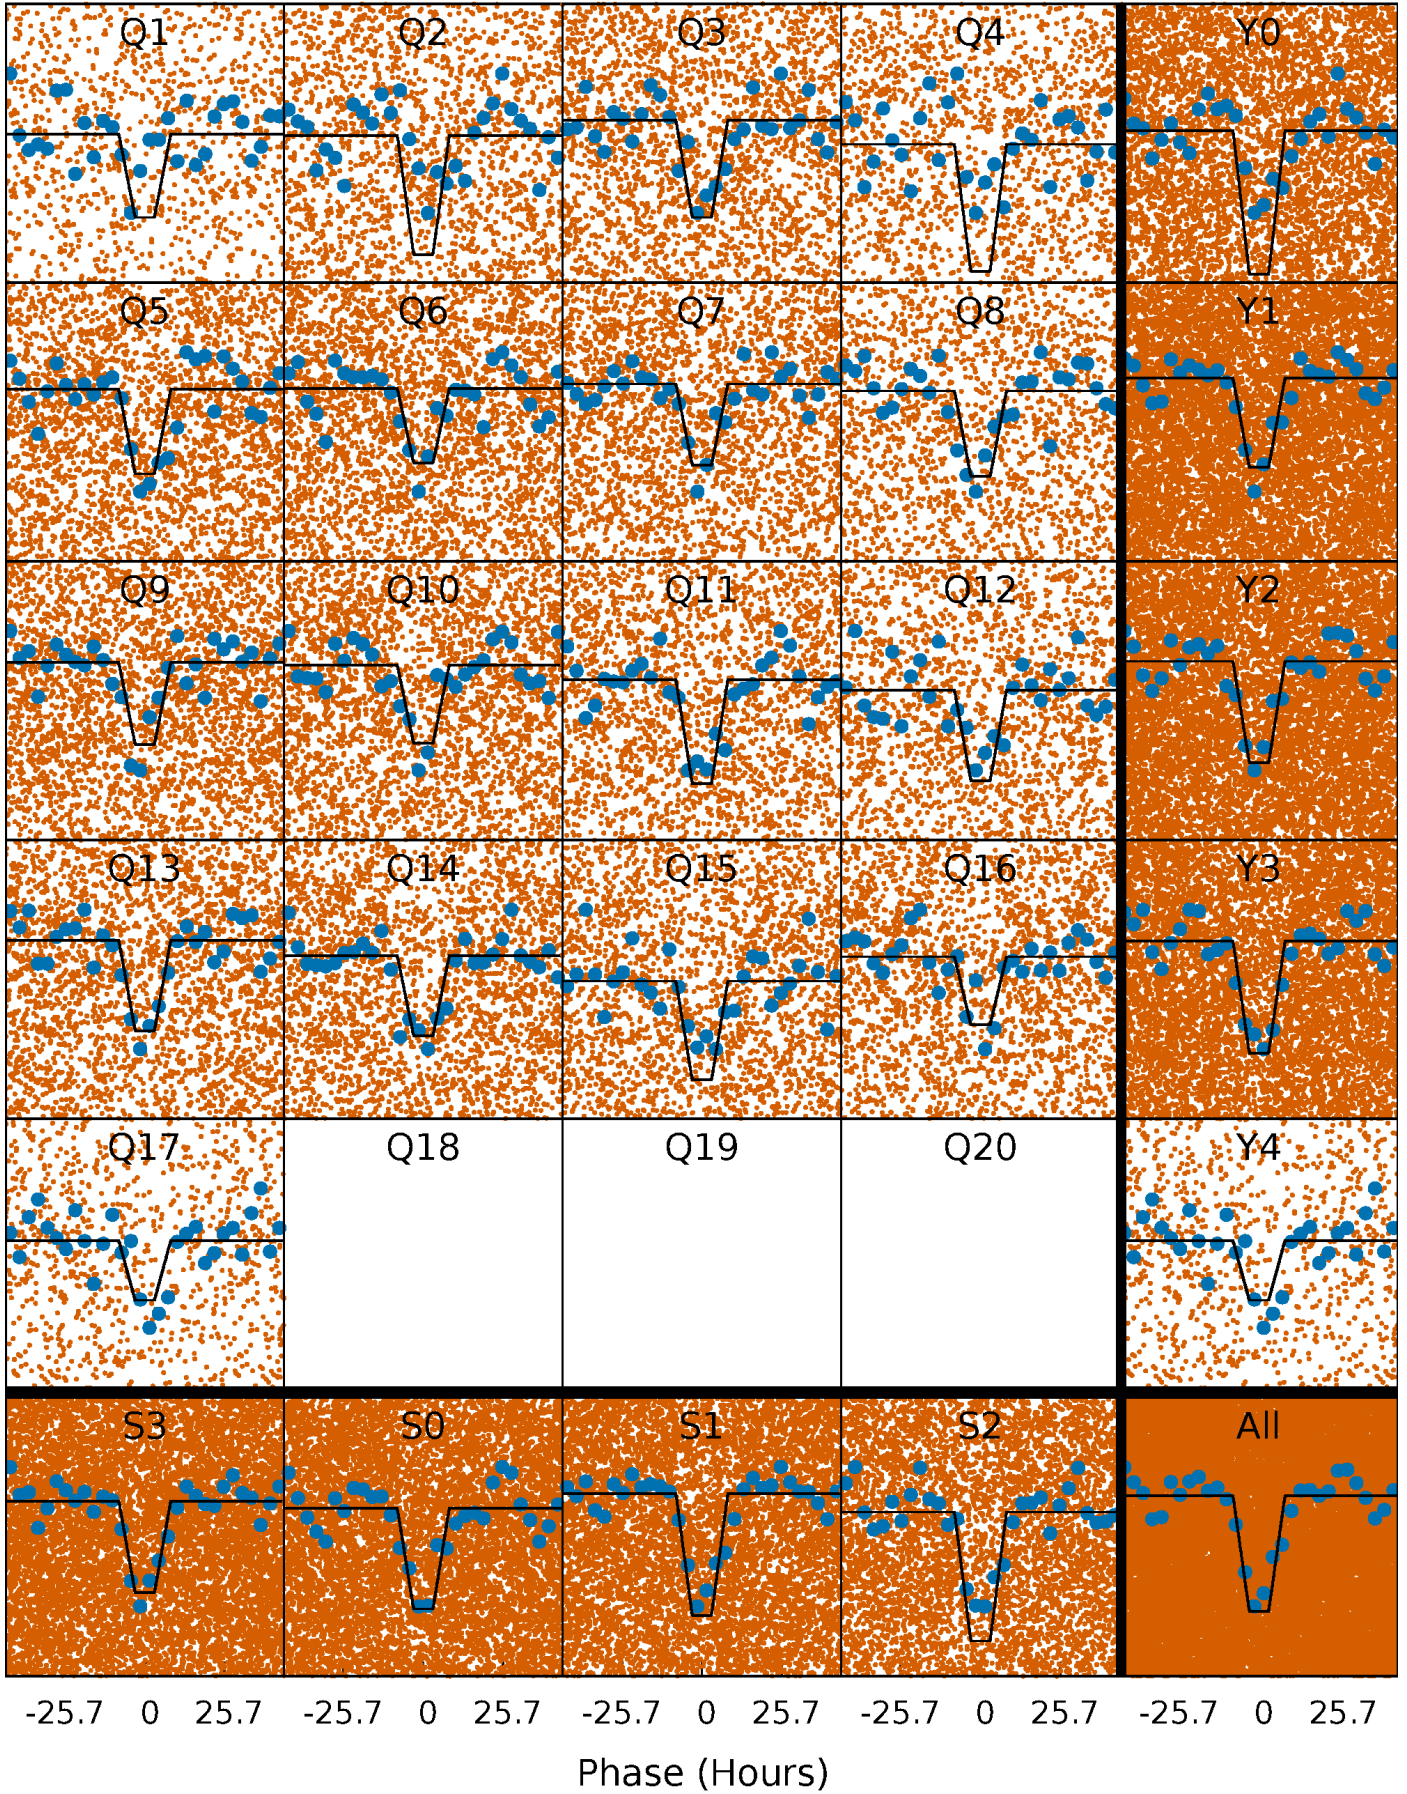 Q1 Q2 Q3 Q4 Y0
Q5 Q6 Q7 Q8 Y1
Q9 Q10 Q11 Q12 Y2
Q13 Q14 Q15 Q16 Y3
Q17 Q18 Q19 Q20 Y4
S3 S0 S1 S2 All
-25.7 0 25.7 -25.7 0 25.7 -25.7 0 25.7 -25.7 0 25.7 -25.7 0 25.7
Phase (Hours)